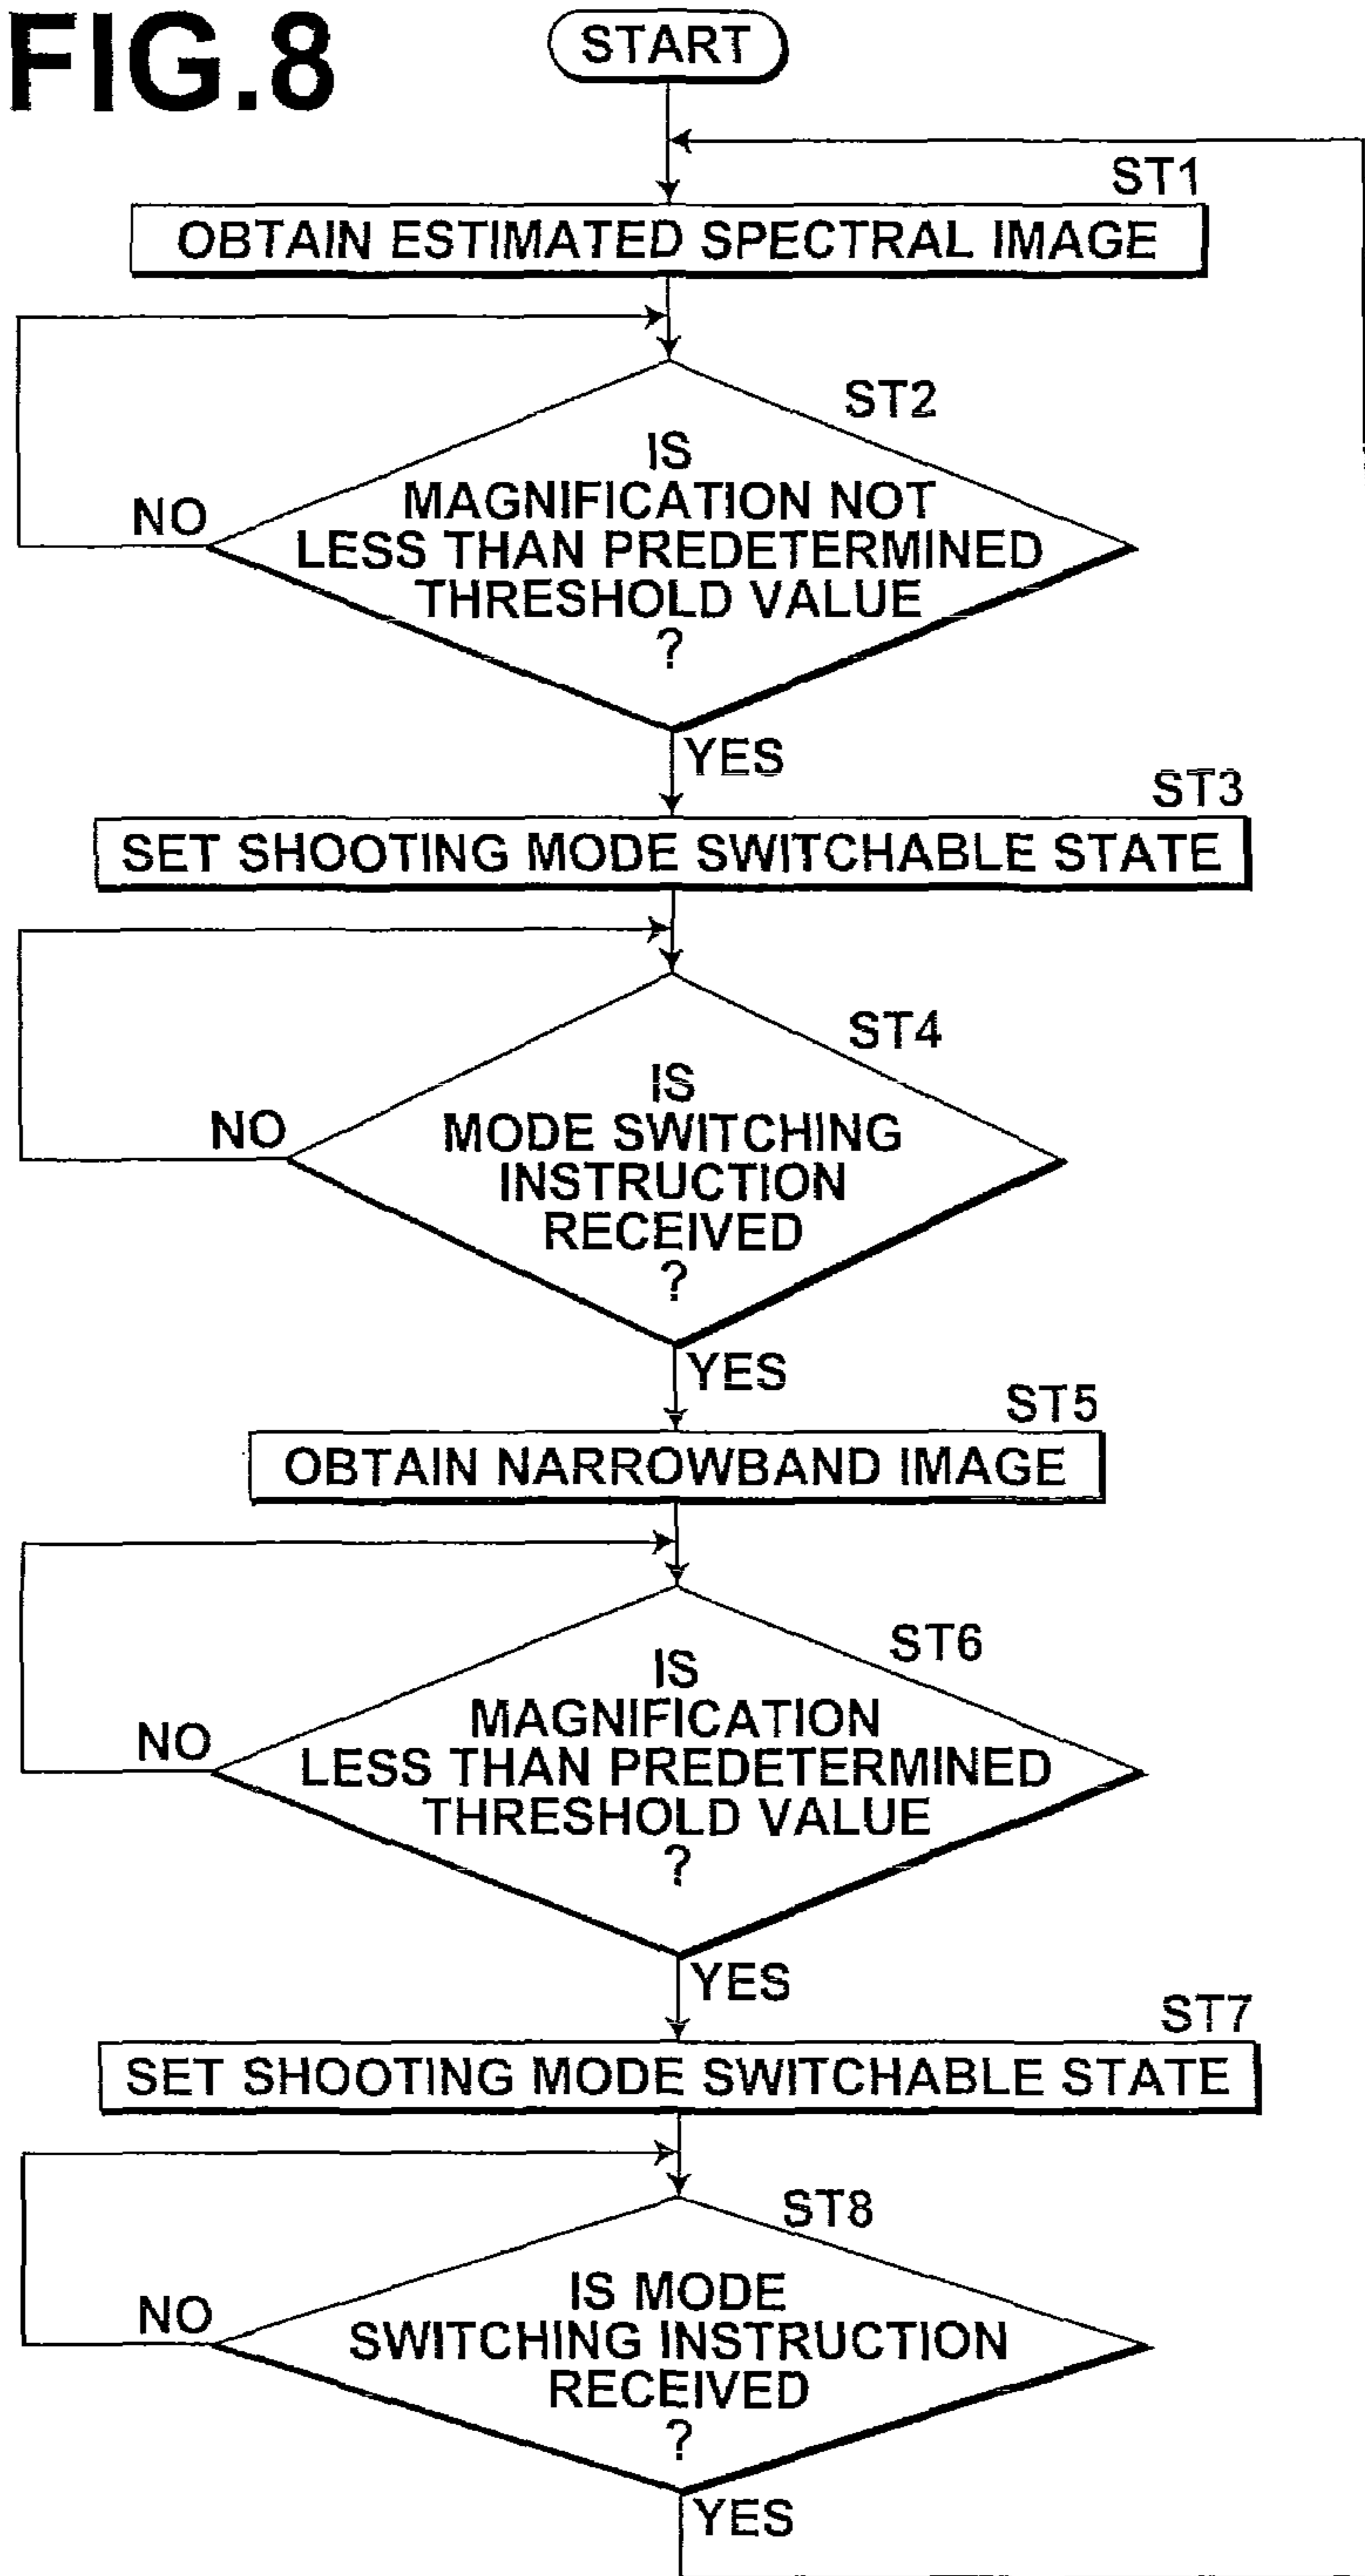 FIG.8
START
ST1
OBTAIN ESTIMATED SPECTRAL IMAGE
ST2
IS
MAGNIFICATION NOT
LESS THAN PREDETERMINED
THRESHOLD VALUE
?
NO
YES
ST3
SET SHOOTING MODE SWITCHABLE STATE
ST4
IS
MODE SWITCHING
INSTRUCTION
RECEIVED
?
NO
YES
ST5
OBTAIN NARROWBAND IMAGE
ST6
IS
MAGNIFICATION
LESS THAN PREDETERMINED
THRESHOLD VALUE
?
NO
YES
ST7
SET SHOOTING MODE SWITCHABLE STATE
ST8
IS MODE
SWITCHING INSTRUCTION
RECEIVED
?
NO
YES